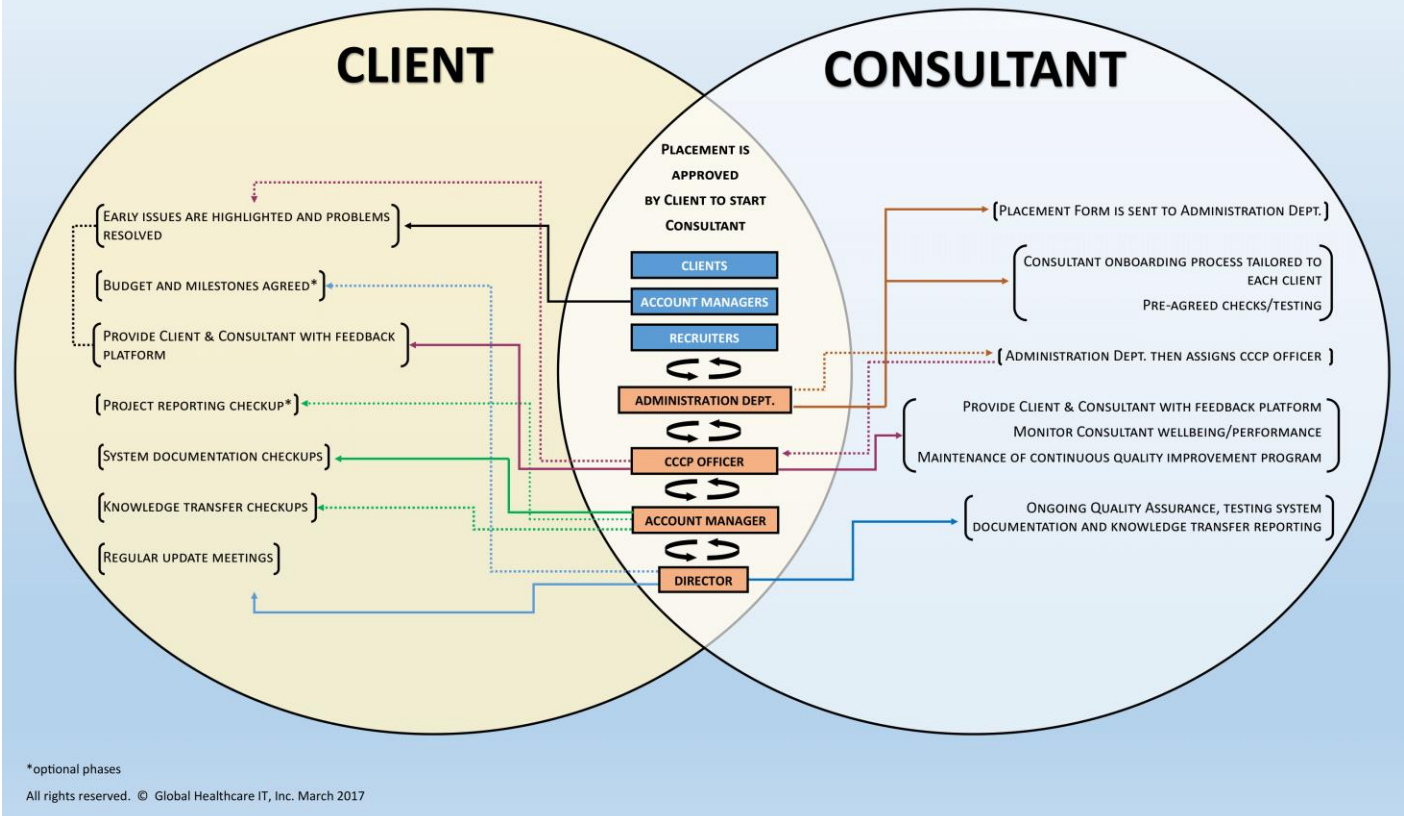 CLIENT
CONSULTANT
Placement is
approved
by Client to start
Consultant
Early issues are highlighted and problems
resolved
Budget and milestones agreed*
Provide Client & Consultant with feedback
platform
Project reporting checkup*
System documentation checkups
Knowledge transfer checkups
Regular update meetings
CLIENTS
ACCOUNT MANAGERS
RECRUITERS
ADMINISTRATION DEPT.
CCCP OFFICER
ACCOUNT MANAGER
DIRECTOR
Placement Form is sent to Administration Dept.
Consultant onboarding process tailored to
each client
Pre-agreed checks/testing
Administration Dept. then assigns CCCP officer
Provide Client & Consultant with feedback platform
Monitor Consultant wellbeing/performance
Maintenance of continuous quality improvement program
Ongoing Quality Assurance, testing system
documentation and knowledge transfer reporting
*optional phases
All rights reserved. © Global Healthcare IT, Inc. March 2017